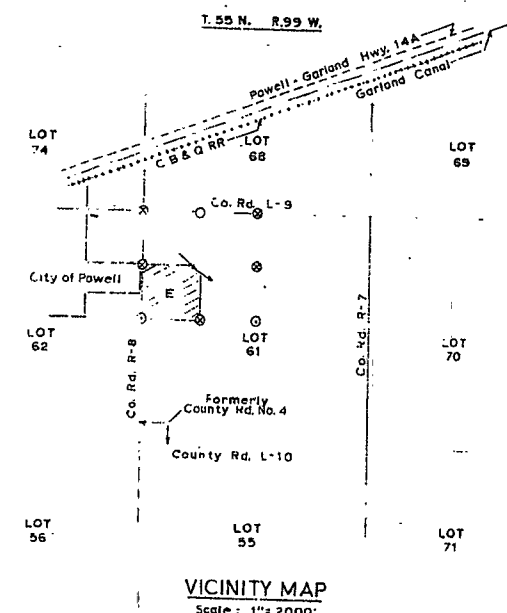 T. 55 N. R.99 W.
Powell - Garland Hwy. 14A
Garland Canal
C B & Q RR
LOT
74
LOT
68
LOT
69
Co. Rd. L-9
City of Powell
E
LOT
62
LOT
61
LOT
70
Co. Rd. R-8
Co. Rd. R-7
Formerly
County Rd. No. 4
County Rd. L-10
LOT
56
LOT
55
LOT
71
VICINITY MAP
Scale : 1"= 2000'